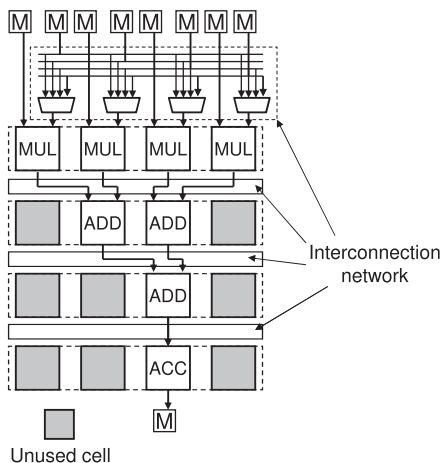 M M M M M M M M
MUL MUL MUL MUL
ADD ADD
Interconnection
network
ADD
ACC
M
Unused cell